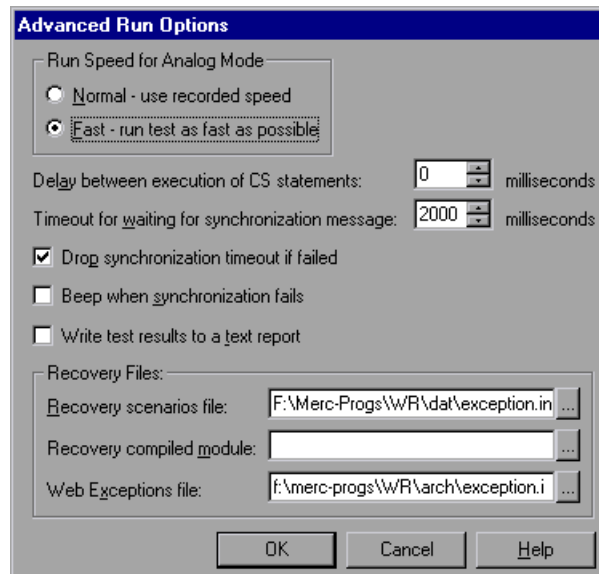 Advanced Run Options
Run Speed for Analog Mode
Normal - use recorded speed
Fast - run test as fast as possible
Delay between execution of CS statements: 0 milliseconds
Timeout for waiting for synchronization message: 2000 milliseconds
Drop synchronization timeout if failed
Beep when synchronization fails
Write test results to a text report
Recovery Files:
Recovery scenarios file: F:\Merc-Progs\WR\dat\exception.in ...
Recovery compiled module: ...
Web Exceptions file: f:\merc-progs\WR\arch\exception.i ...
OK Cancel Help